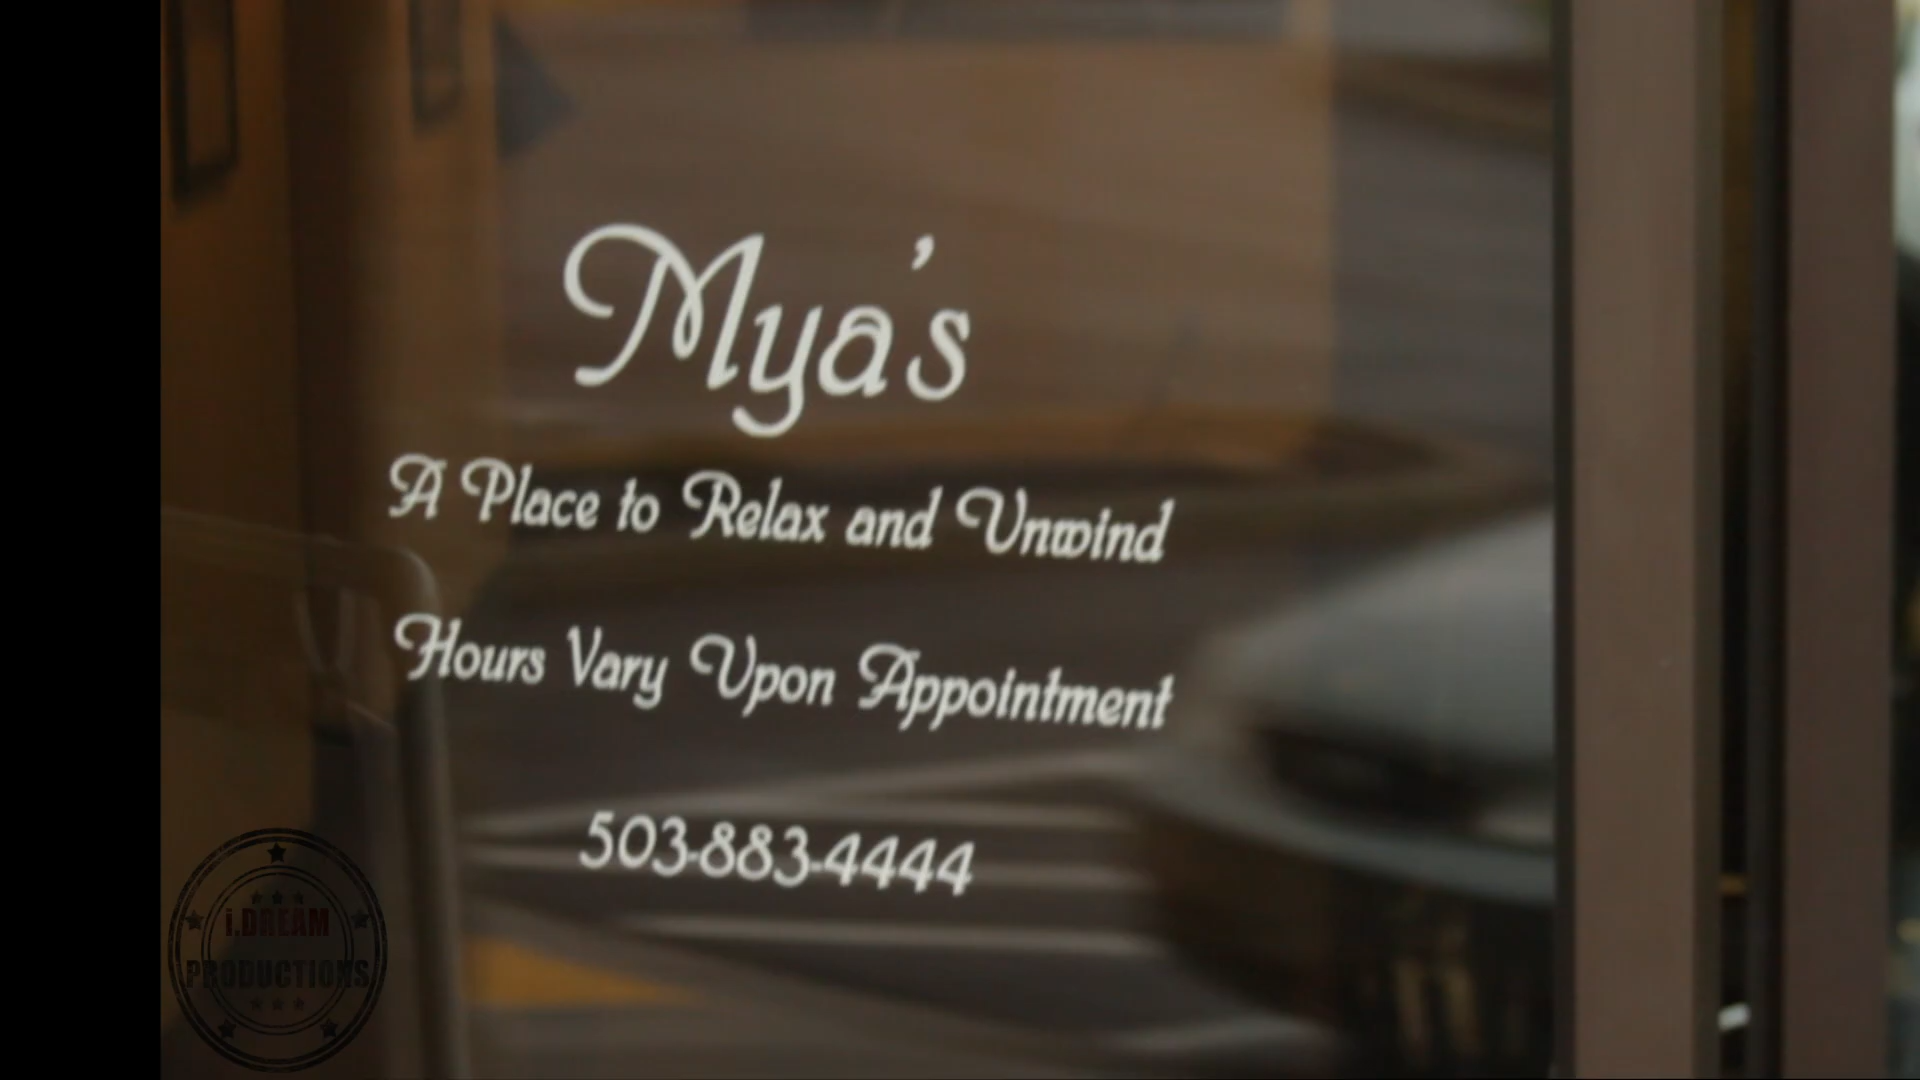 Mya's
A Place to Relax and Unwind
Hours Vary Upon Appointment
503-883-4444
i.DREAM
PRODUCTIONS